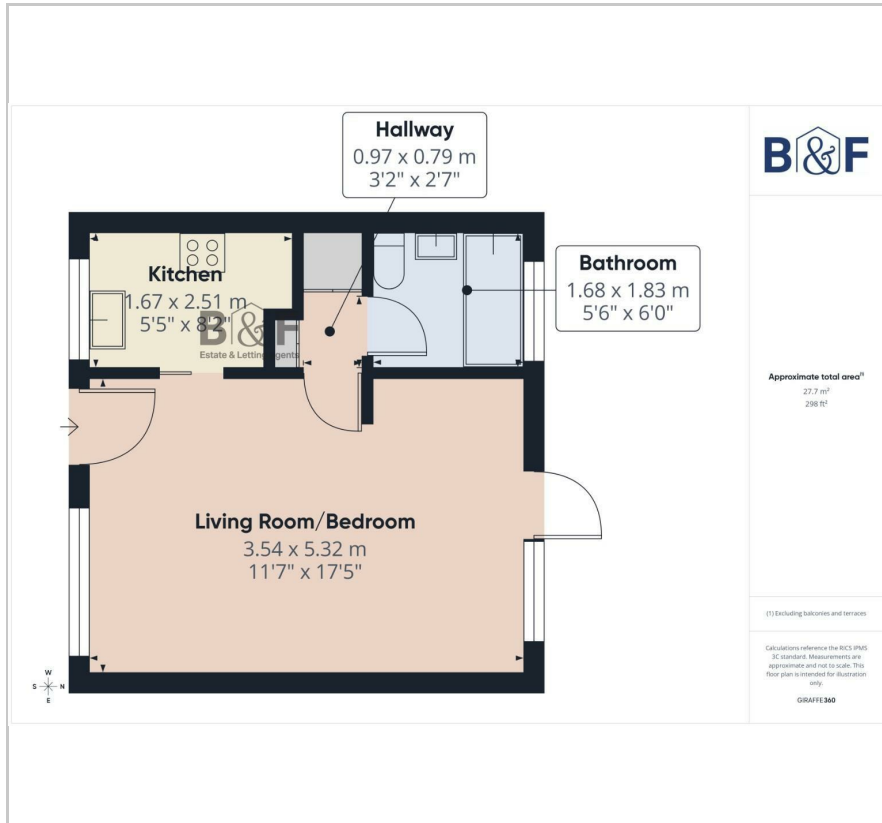 Hallway
0.97 x 0.79 m
3'2" x 2'7"
Kitchen
1.67 x 2.51 m
5'5" x 8'2"
B&F
Estate & Letting Agents
Bathroom
1.68 x 1.83 m
5'6" x 6'0"
Living Room/Bedroom
3.54 x 5.32 m
11'7" x 17'5"
W
S N
E
B&F
Approximate total area(1)
27.7 m²
298 ft²
(1) Excluding balconies and terraces
Calculations reference the RICS IPMS
3C standard. Measurements are
approximate and not to scale. This
floor plan is intended for illustration
only.
GIRAFFE360